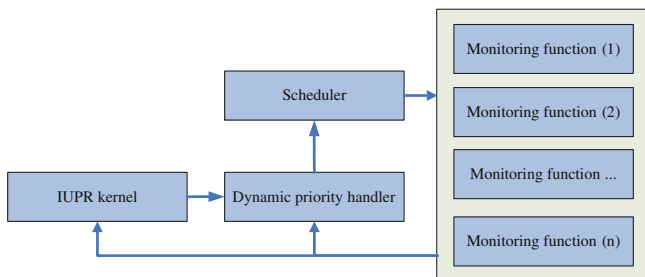 Monitoring function (1)
Scheduler
Monitoring function (2)
Monitoring function ...
IUPR kernel
Dynamic priority handler
Monitoring function (n)